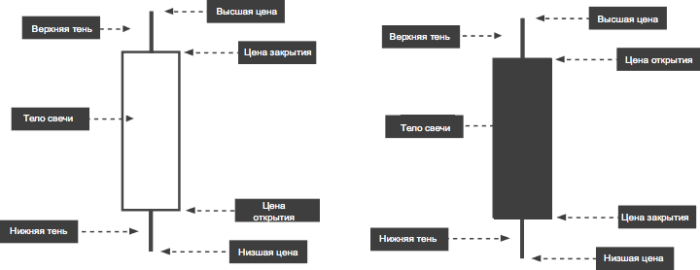 Высшая цена
Верхняя тень
Цена закрытия
Тело свечи
Цена
открытия
Нижняя тень
Низшая цена
Высшая цена
Верхняя тень
Цена открытия
Тело свечи
Цена закрытия
Нижняя тень
Низшая цена